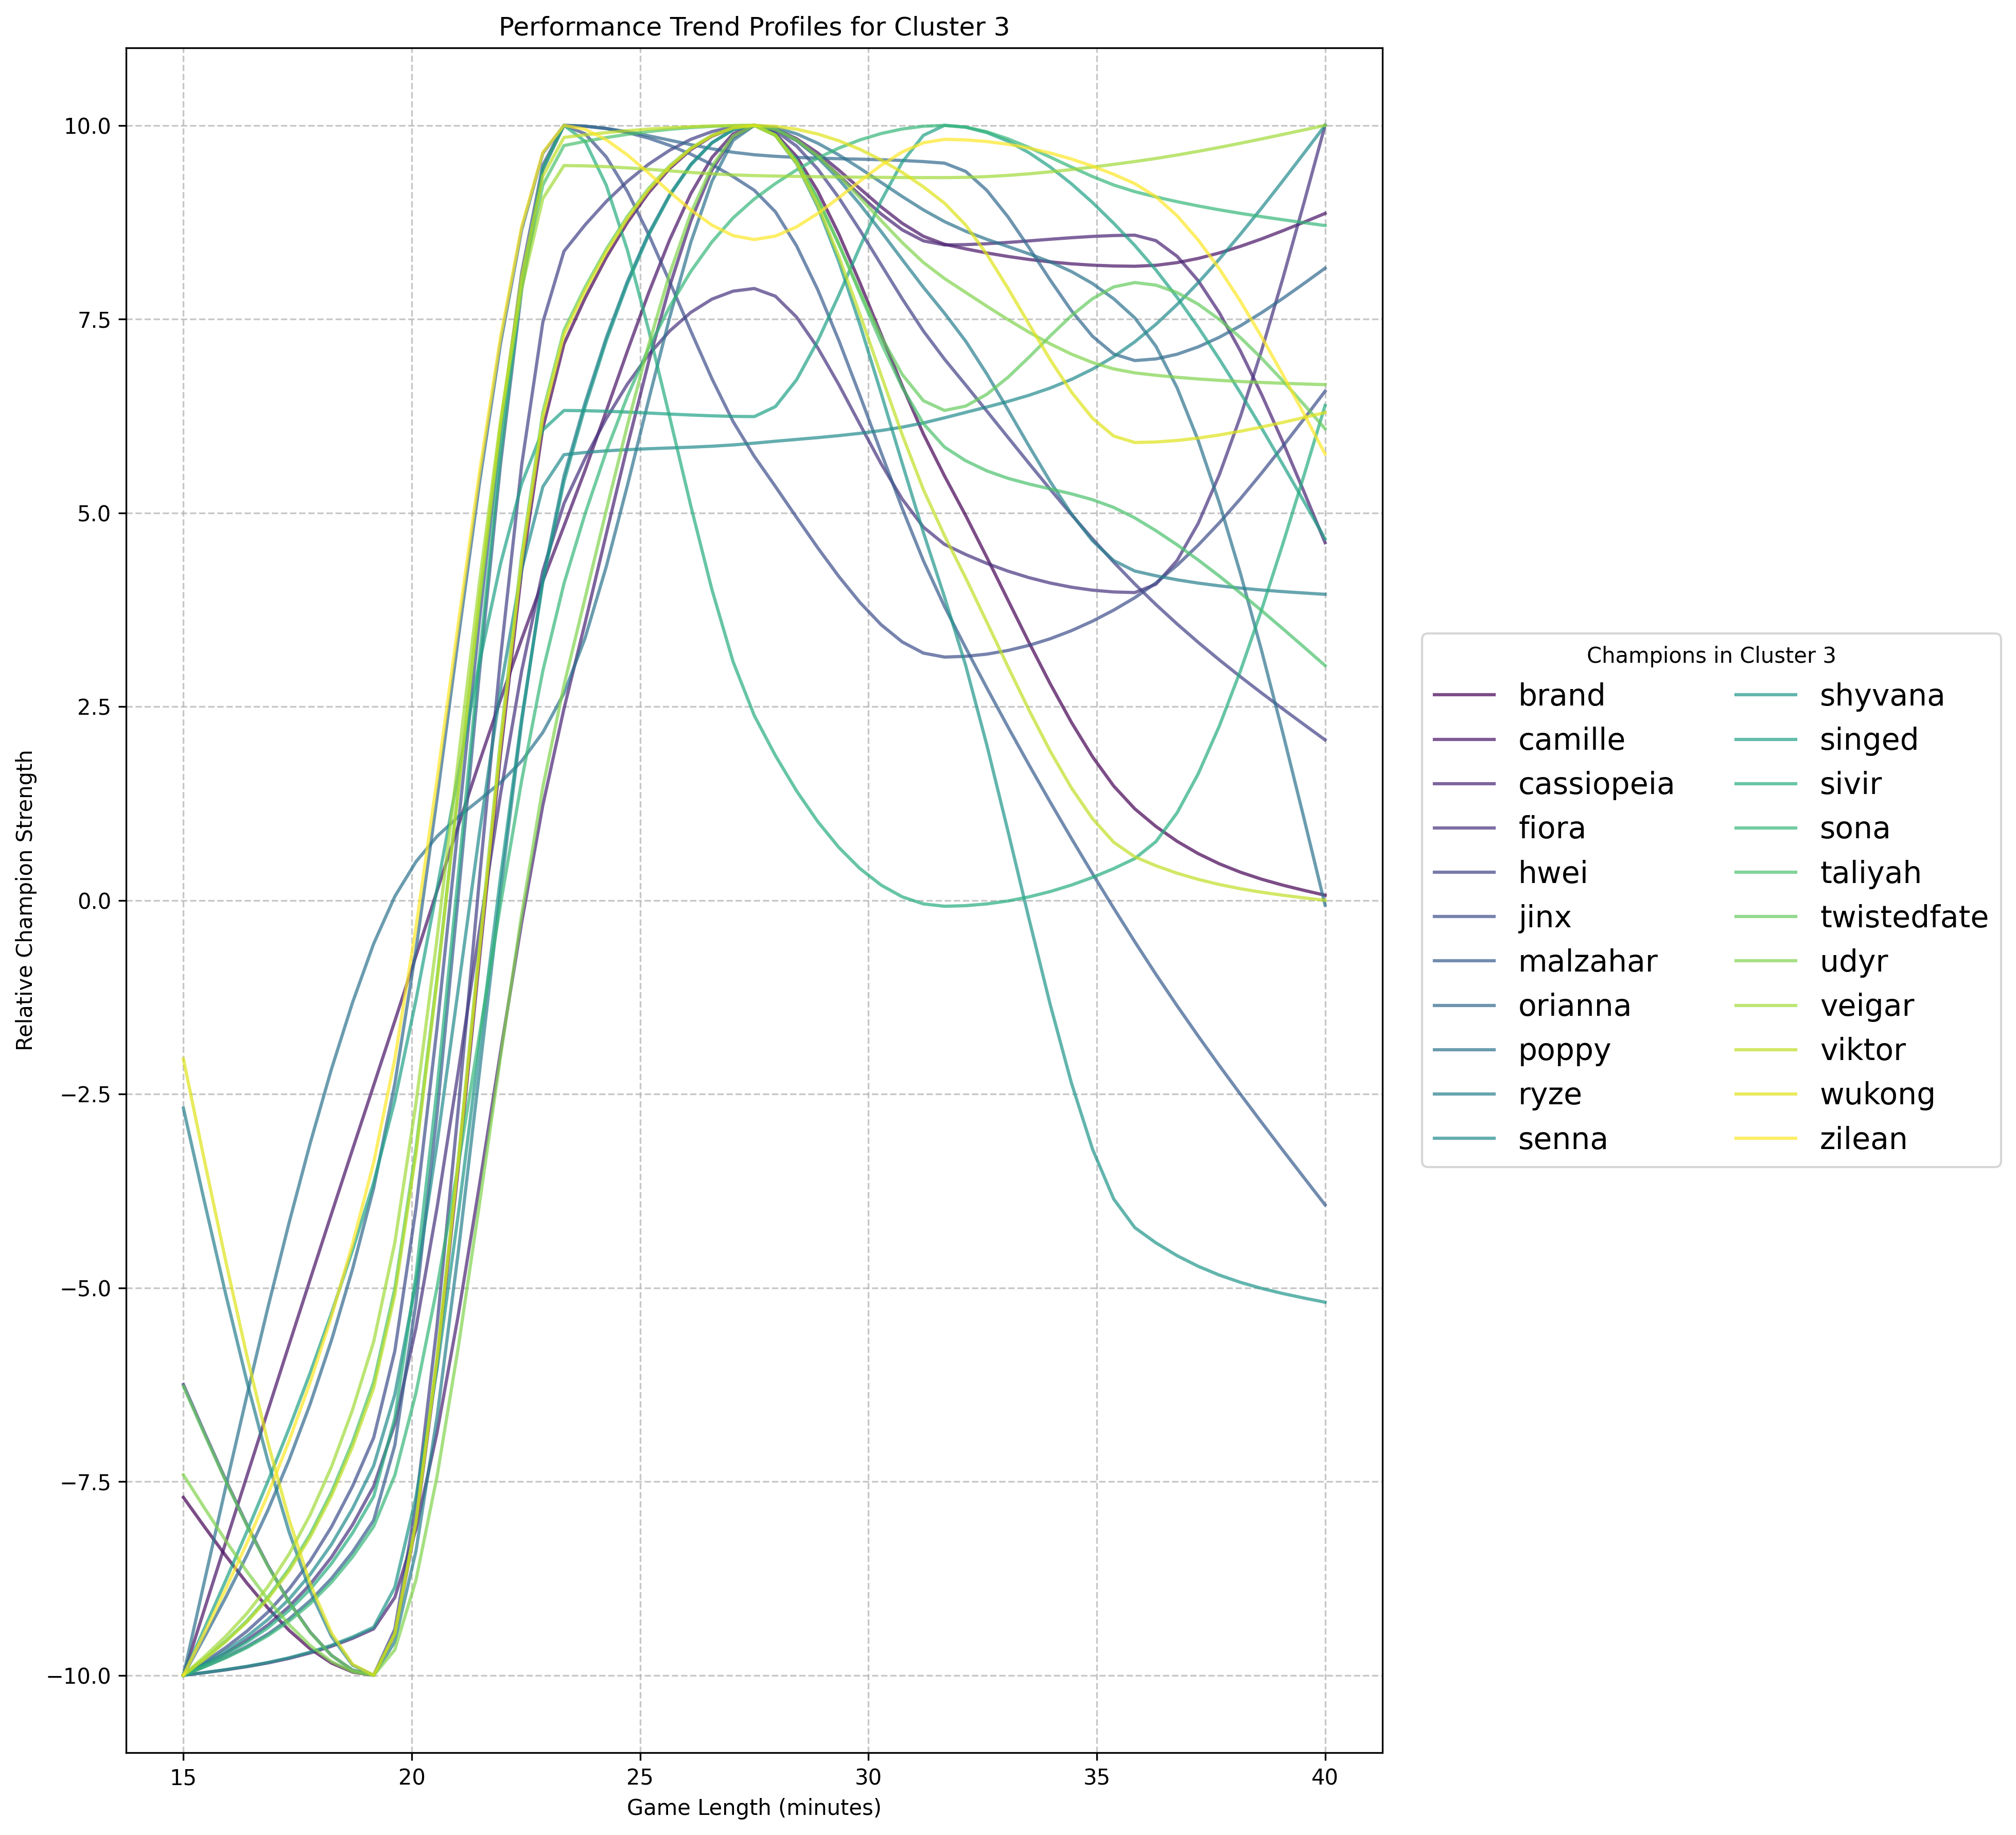 Performance Trend Profiles for Cluster 3
10.0
7.5
5.0
2.5
0.0
−2.5
−5.0
−7.5
−10.0
Relative Champion Strength
15
20
25
30
35
40
Game Length (minutes)
Champions in Cluster 3
brand
camille
cassiopeia
fiora
hwei
jinx
malzahar
orianna
poppy
ryze
senna
shyvana
singed
sivir
sona
taliyah
twistedfate
udyr
veigar
viktor
wukong
zilean